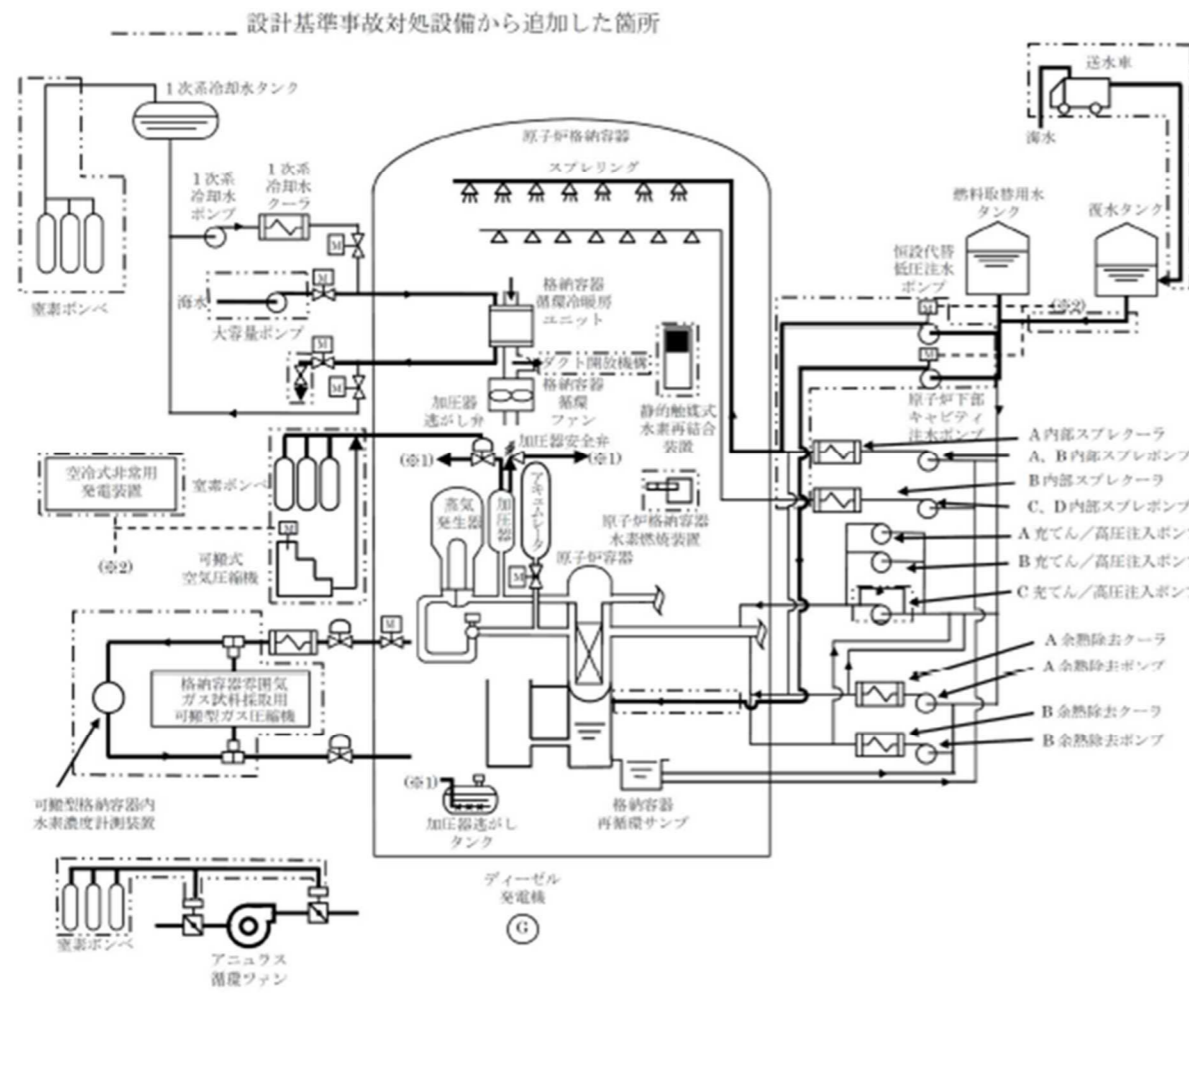 設計基準事故対処設備から追加した箇所
1次系冷却水タンク
1次系
冷却水
ポンプ
1次系
冷却水
クーラ
M
窒素ボンベ
海水
M
大容量ポンプ
M
M
原子炉格納容器
スプレリング
格納容器
循環冷暖房
ユニット
ダクト開放機構
格納容器
循環
ファン
静的触媒式
水素再結合
装置
加圧器
逃がし弁
加圧器安全弁
(※1)
(※1)
送水車
海水
燃料取替用水
タンク
復水タンク
恒設代替
低圧注水
ポンプ
M
(※2)
M
原子炉下部
キャビティ
注水ポンプ
空冷式非常用
発電装置
(※2)
窒素ボンベ
M
可搬式
空気圧縮機
蒸気
発生器
加圧器
アキュムレータ
M
原子炉格納容器
水素燃焼装置
原子炉容器
A内部スプレクーラ
A、B内部スプレポンプ
B内部スプレクーラ
C、D内部スプレポンプ
A充てん／高圧注入ポン
B充てん／高圧注入ポン
C充てん／高圧注入ポン
A余熱除去クーラ
A余熱除去ポンプ
B余熱除去クーラ
B余熱除去ポンプ
M
格納容器雰囲気
ガス試料採取用
可搬型ガス圧縮機
可搬型格納容器内
水素濃度計測装置
(※1)
加圧器逃がし
タンク
格納容器
再循環サンプ
ディーゼル
発電機
G
窒素ボンベ
アニュラス
循環ファン